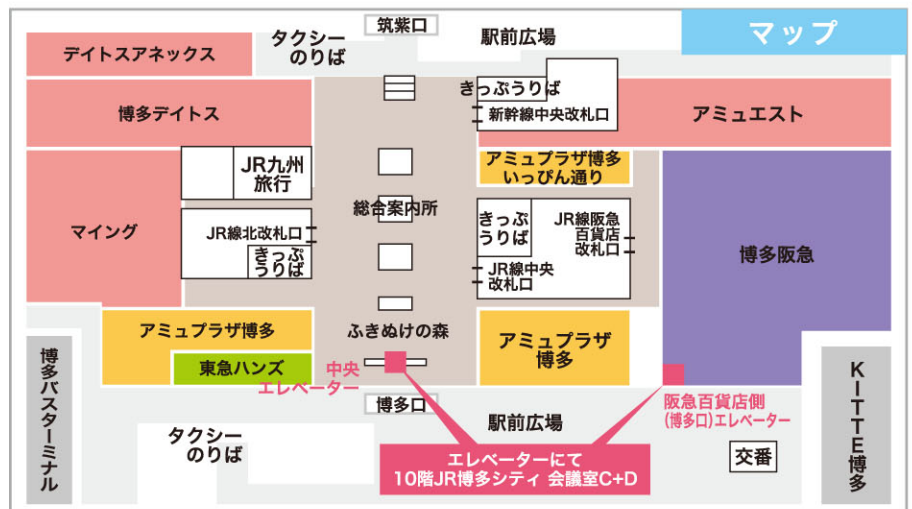 マップ
筑紫口
駅前広場
タクシー
のりば
デイトスアネックス
きっぷうりば
新幹線中央改札口
博多デイトス
アミュエスト
JR九州
旅行
アミュプラザ博多
いっぴん通り
総合案内所
マイング
JR線北改札口
きっぷ
うりば
きっぷ
うりば
JR線阪急
百貨店
改札口
JR線中央
改札口
博多阪急
ふきぬけの森
アミュプラザ博多
東急ハンズ
中央
エレベーター
アミュプラザ
博多
博多バスターミナル
KITTE博多
博多口
駅前広場
阪急百貨店側
(博多口)エレベーター
タクシー
のりば
エレベーターにて
10階JR博多シティ 会議室C+D
交番